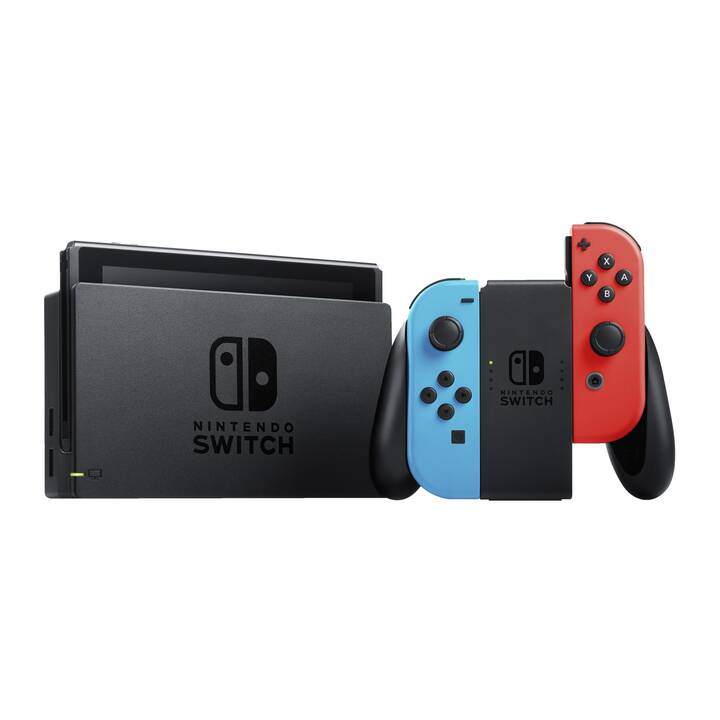 NINTENDO
SWITCH
X
Y
A
B
NINTENDO
SWITCH